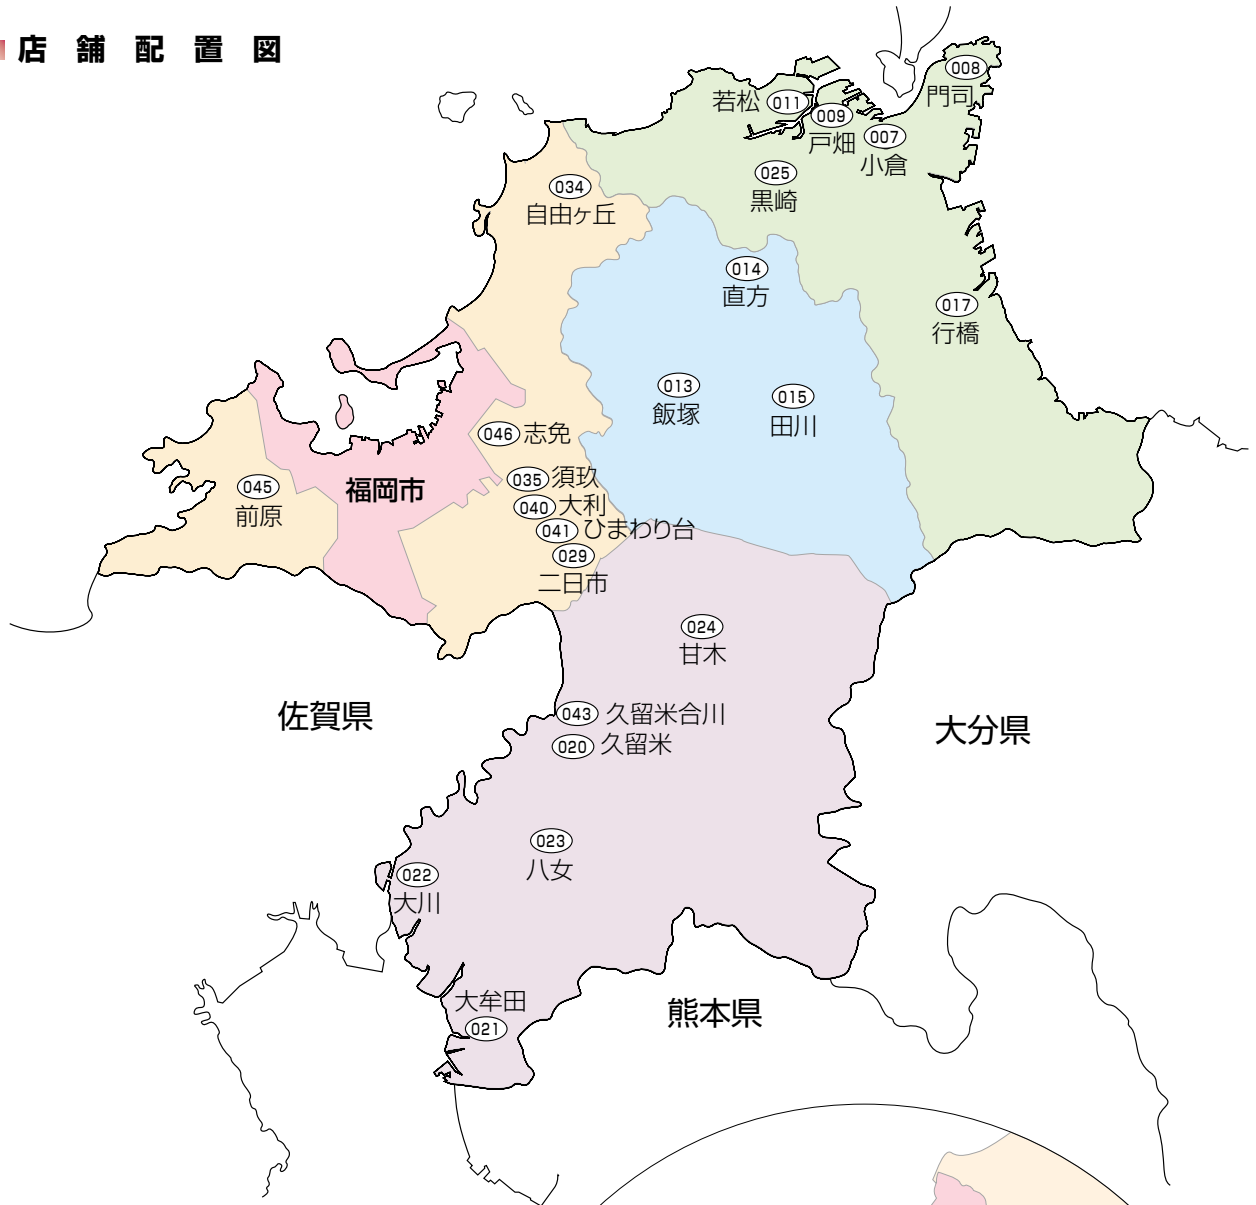 店舗配置図
008
門司
若松 011
009
戸畑
007
小倉
025
黒崎
034
自由ヶ丘
014
直方
017
行橋
013
飯塚
015
田川
046 志免
035 須玖
040 大利
041 ひまわり台
029
二日市
045
前原
福岡市
024
甘木
043 久留米合川
020 久留米
佐賀県
大分県
023
八女
022
大川
大牟田
021
熊本県